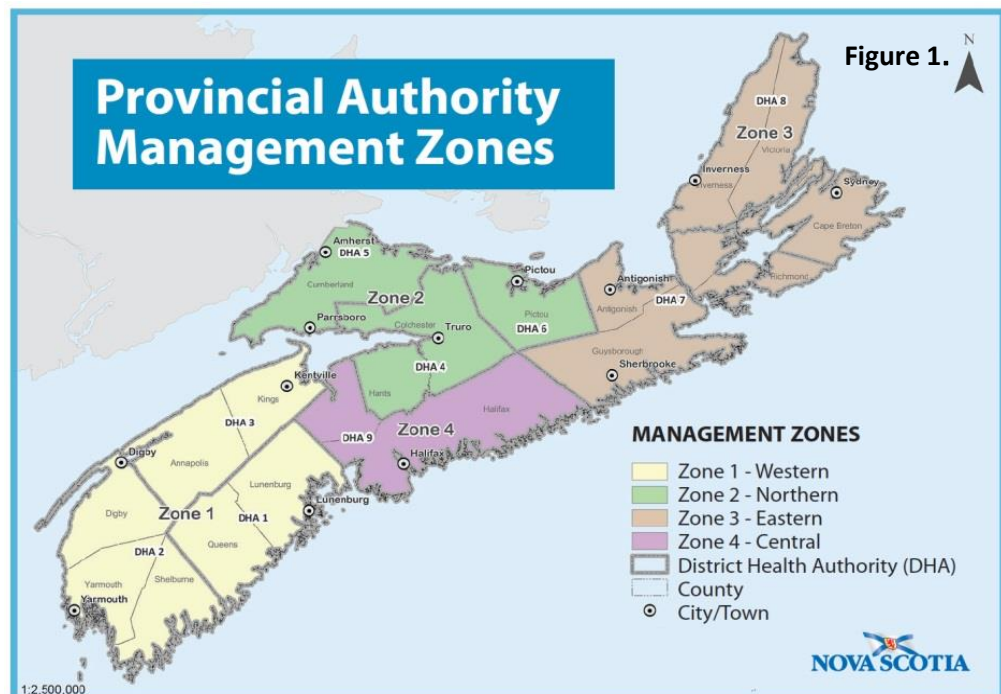 Figure 1.
N
Provincial Authority
Management Zones
DHA 8
Zone 3
Victoria
Inverness
Inverness
Sydney
Cape Breton
Richmond
Amherst
DHA 5
Cumberland
Zone 2
Pictou
Antigonish
Antigonish
DHA 7
Parrsboro
Colchester
Truro
Pictou
DHA 6
Guysborough
Sherbrooke
Kentville
Kings
DHA 4
Hants
Halifax
DHA 3
DHA 9
Zone 4
Halifax
Digby
Annapolis
Lunenburg
Lunenburg
Digby
Zone 1
DHA 1
DHA 2
Queens
Yarmouth
Shelburne
Yarmouth
MANAGEMENT ZONES
Zone 1 - Western
Zone 2 - Northern
Zone 3 - Eastern
Zone 4 - Central
District Health Authority (DHA)
County
City/Town
NOVA SCOTIA
1:2,500,000